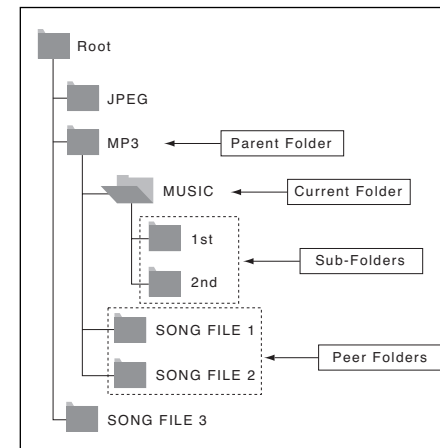 Root
JPEG
MP3
Parent Folder
MUSIC
Current Folder
1st
Sub-Folders
2nd
SONG FILE 1
Peer Folders
SONG FILE 2
SONG FILE 3